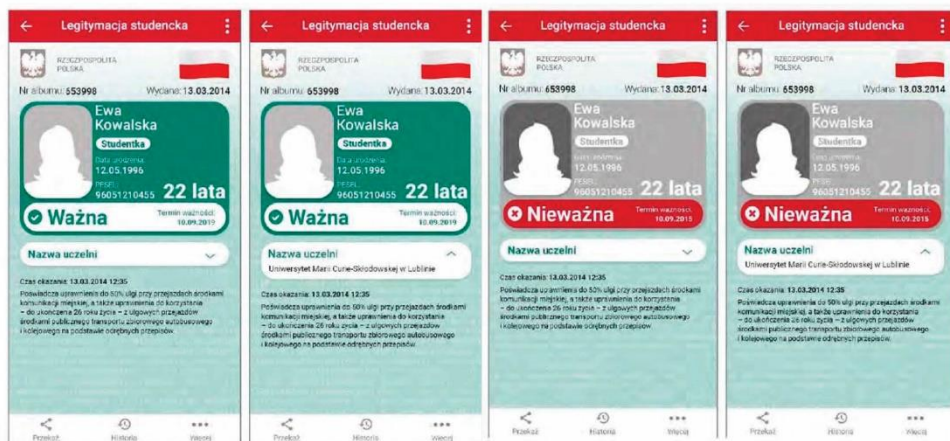 Legitymacja studencka
RZECZPOSPOLITA
POLSKA
Nr albumu: 653998 Wydana: 13.03.2014
Ewa
Kowalska
Studentka
Data urodzenia:
12.05.1996
PESEL:
96051210455 22 lata
Ważna Termin ważności:
10.09.2019
Nazwa uczelni
Czas okazania: 13.03.2014 12:35
Poświadcza uprawnienia do 50% ulgi przy przejazdach środkami
komunikacji miejskiej, a także uprawnienia do korzystania
– do ukończenia 26 roku życia – z ulgowych przejazdów
środkami publicznego transportu zbiorowego autobusowego
i kolejowego na podstawie odrębnych przepisów.
Przekaż Historia Więcej
Legitymacja studencka
RZECZPOSPOLITA
POLSKA
Nr albumu: 653998 Wydana: 13.03.2014
Ewa
Kowalska
Studentka
Data urodzenia:
12.05.1996
PESEL:
96051210455 22 lata
Ważna Termin ważności:
10.09.2019
Nazwa uczelni
Uniwersytet Marii Curie-Skłodowskiej w Lublinie
Czas okazania: 13.03.2014 12:35
Poświadcza uprawnienia do 50% ulgi przy przejazdach środkami
komunikacji miejskiej, a także uprawnienia do korzystania
– do ukończenia 26 roku życia – z ulgowych przejazdów
środkami publicznego transportu zbiorowego autobusowego
i kolejowego na podstawie odrębnych przepisów.
Przekaż Historia Więcej
Legitymacja studencka
RZECZPOSPOLITA
POLSKA
Nr albumu: 653998 Wydana: 13.03.2014
Ewa
Kowalska
Studentka
Data urodzenia:
12.05.1996
PESEL:
96051210455 22 lata
Nieważna Termin ważności:
10.09.2015
Nazwa uczelni
Czas okazania: 13.03.2014 12:35
Poświadcza uprawnienia do 50% ulgi przy przejazdach środkami
komunikacji miejskiej, a także uprawnienia do korzystania
– do ukończenia 26 roku życia – z ulgowych przejazdów
środkami publicznego transportu zbiorowego autobusowego
i kolejowego na podstawie odrębnych przepisów.
Przekaż Historia Więcej
Legitymacja studencka
RZECZPOSPOLITA
POLSKA
Nr albumu: 653998 Wydana: 13.03.2014
Ewa
Kowalska
Studentka
Data urodzenia:
12.05.1996
PESEL:
96051210455 22 lata
Nieważna Termin ważności:
10.09.2015
Nazwa uczelni
Uniwersytet Marii Curie-Skłodowskiej w Lublinie
Czas okazania: 13.03.2014 12:35
Poświadcza uprawnienia do 50% ulgi przy przejazdach środkami
komunikacji miejskiej, a także uprawnienia do korzystania
– do ukończenia 26 roku życia – z ulgowych przejazdów
środkami publicznego transportu zbiorowego autobusowego
i kolejowego na podstawie odrębnych przepisów.
Przekaż Historia Więcej